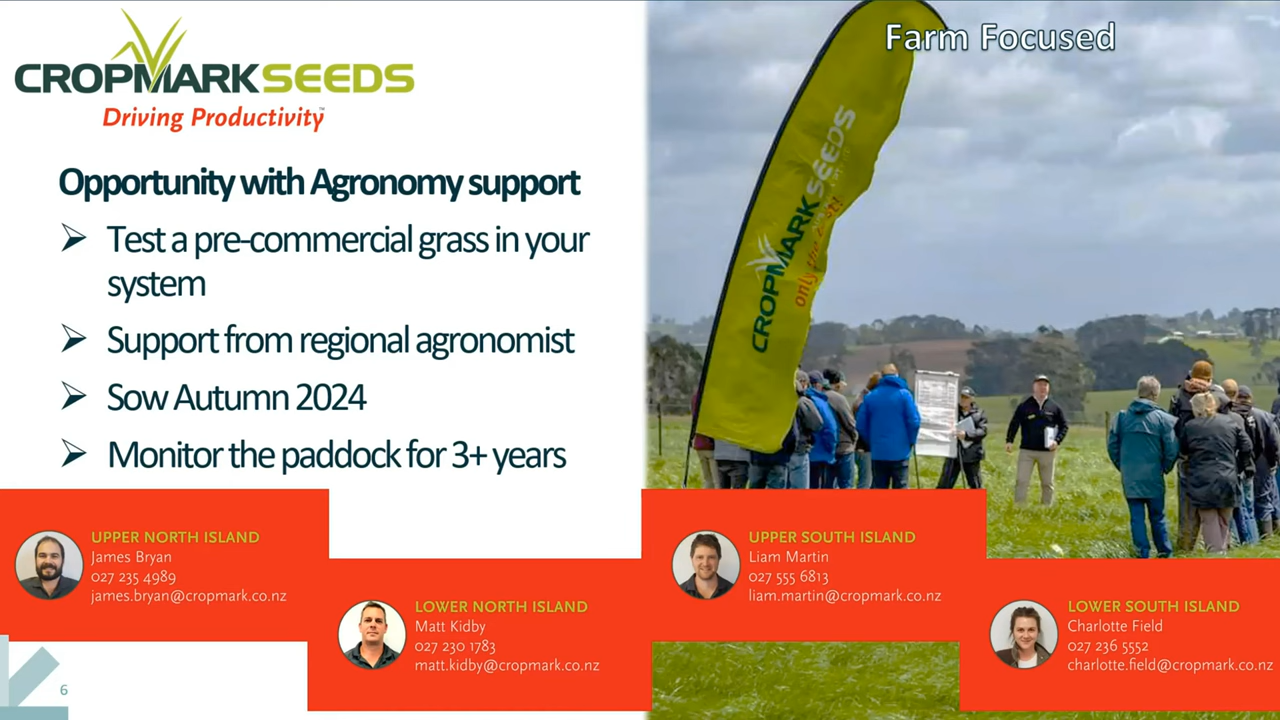 CROPMARKSEEDS
Driving Productivity™
Opportunity with Agronomy support
➢ Test a pre-commercial grass in your
system
➢ Support from regional agronomist
➢ Sow Autumn 2024
➢ Monitor the paddock for 3+ years
Farm Focused
CROPMARKSEEDS
only the best!
UPPER NORTH ISLAND
James Bryan
027 235 4989
james.bryan@cropmark.co.nz
LOWER NORTH ISLAND
Matt Kidby
027 230 1783
matt.kidby@cropmark.co.nz
UPPER SOUTH ISLAND
Liam Martin
027 555 6813
liam.martin@cropmark.co.nz
LOWER SOUTH ISLAND
Charlotte Field
027 236 5552
charlotte.field@cropmark.co.nz
6